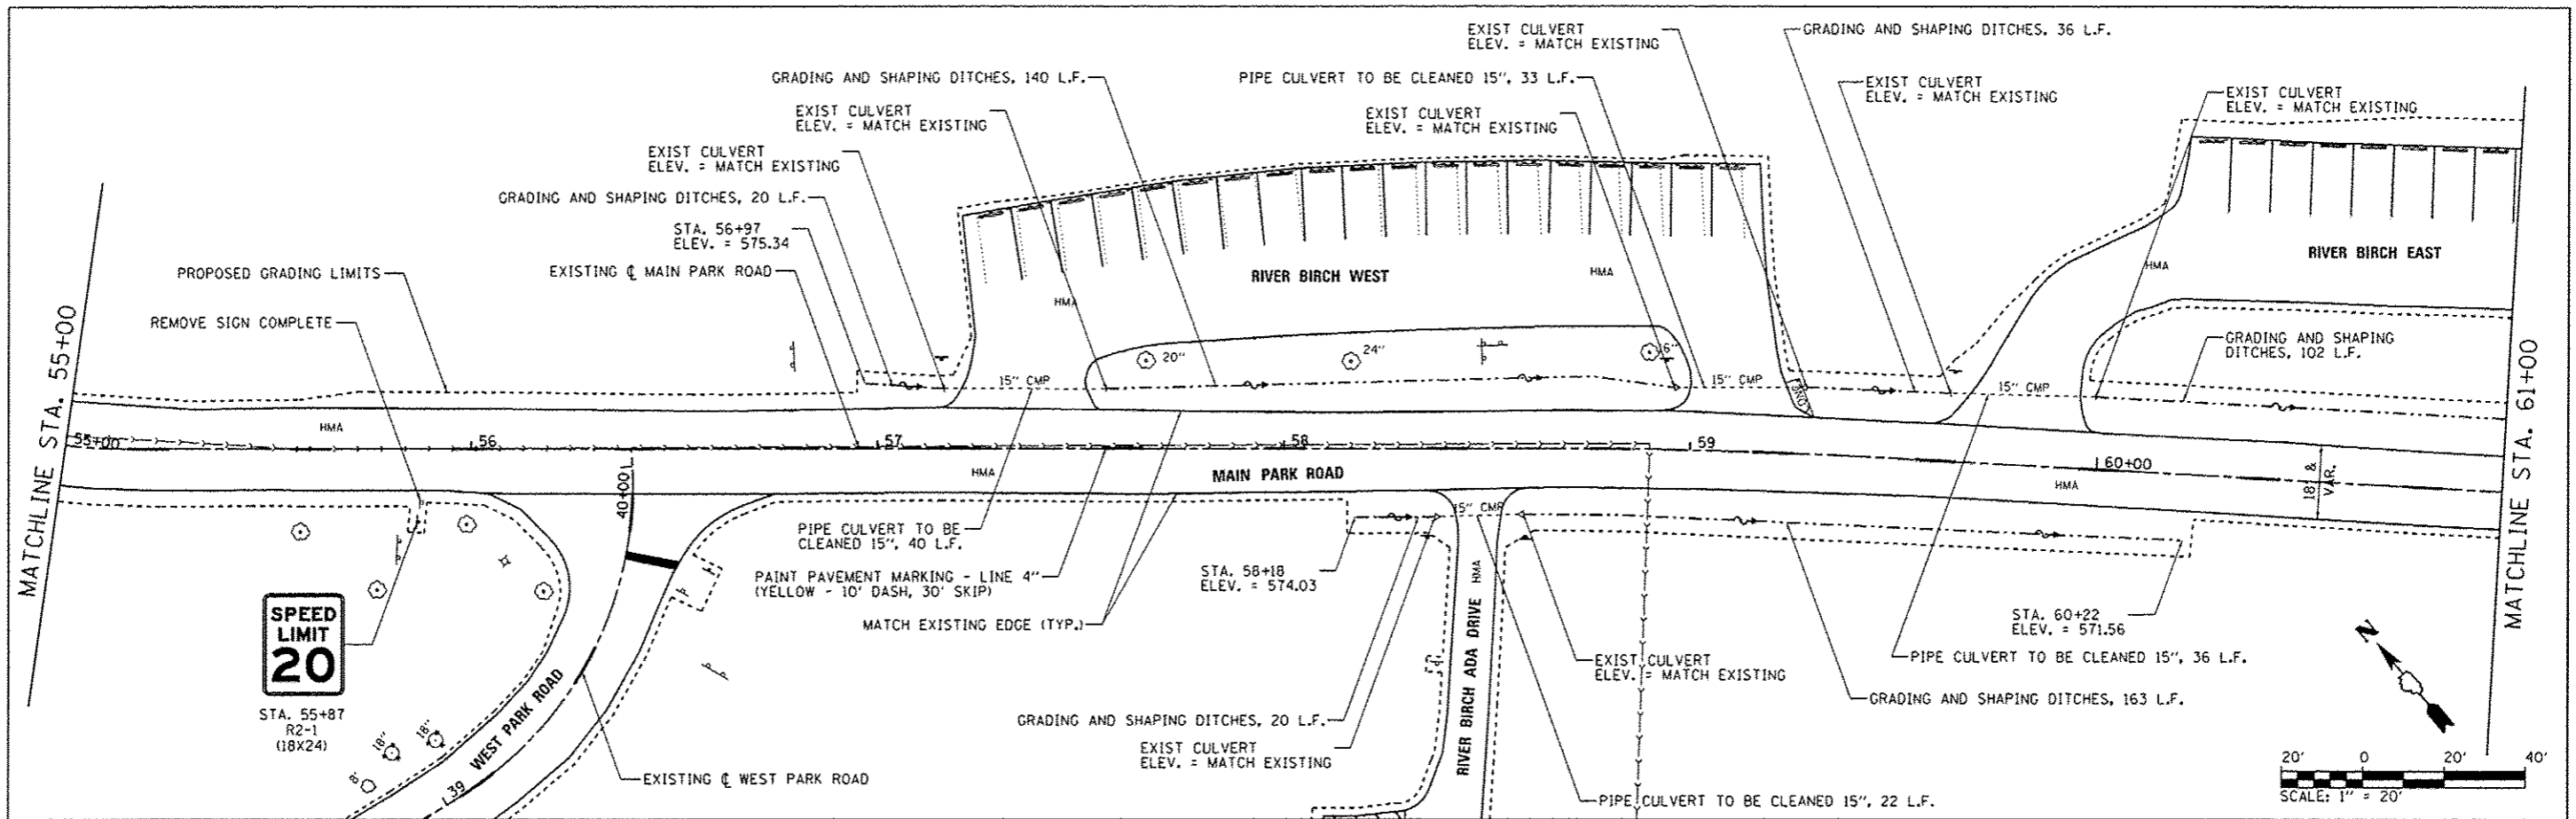 EXIST CULVERT
ELEV. = MATCH EXISTING
GRADING AND SHAPING DITCHES, 36 L.F.
GRADING AND SHAPING DITCHES, 140 L.F.
PIPE CULVERT TO BE CLEANED 15", 33 L.F.
EXIST CULVERT
ELEV. = MATCH EXISTING
EXIST CULVERT
ELEV. = MATCH EXISTING
EXIST CULVERT
ELEV. = MATCH EXISTING
EXIST CULVERT
ELEV. = MATCH EXISTING
EXIST CULVERT
ELEV. = MATCH EXISTING
GRADING AND SHAPING DITCHES, 20 L.F.
STA. 56+97
ELEV. = 575.34
EXISTING ℄ MAIN PARK ROAD
PROPOSED GRADING LIMITS
REMOVE SIGN COMPLETE
RIVER BIRCH WEST
HMA
HMA
HMA
RIVER BIRCH EAST
GRADING AND SHAPING
DITCHES, 102 L.F.
20"
24"
6"
15" CMP
15" CMP
15" CMP
MATCHLINE STA. 55+00
MATCHLINE STA. 61+00
55+00
HMA
56
57
58
59
60+00
40+00
HMA
MAIN PARK ROAD
HMA
18' &
VAR.
15" CMP
PIPE CULVERT TO BE
CLEANED 15", 40 L.F.
PAINT PAVEMENT MARKING - LINE 4"
(YELLOW - 10' DASH, 30' SKIP)
MATCH EXISTING EDGE (TYP.)
STA. 58+18
ELEV. = 574.03
HMA
RIVER BIRCH ADA DRIVE
STA. 60+22
ELEV. = 571.56
PIPE CULVERT TO BE CLEANED 15", 36 L.F.
EXIST CULVERT
ELEV. = MATCH EXISTING
GRADING AND SHAPING DITCHES, 163 L.F.
GRADING AND SHAPING DITCHES, 20 L.F.
EXIST CULVERT
ELEV. = MATCH EXISTING
PIPE CULVERT TO BE CLEANED 15", 22 L.F.
SPEED
LIMIT
20
STA. 55+87
R2-1
(18X24)
18"
18"
8"
39
WEST PARK ROAD
EXISTING ℄ WEST PARK ROAD
N
20'
0
20'
40'
SCALE: 1" = 20'